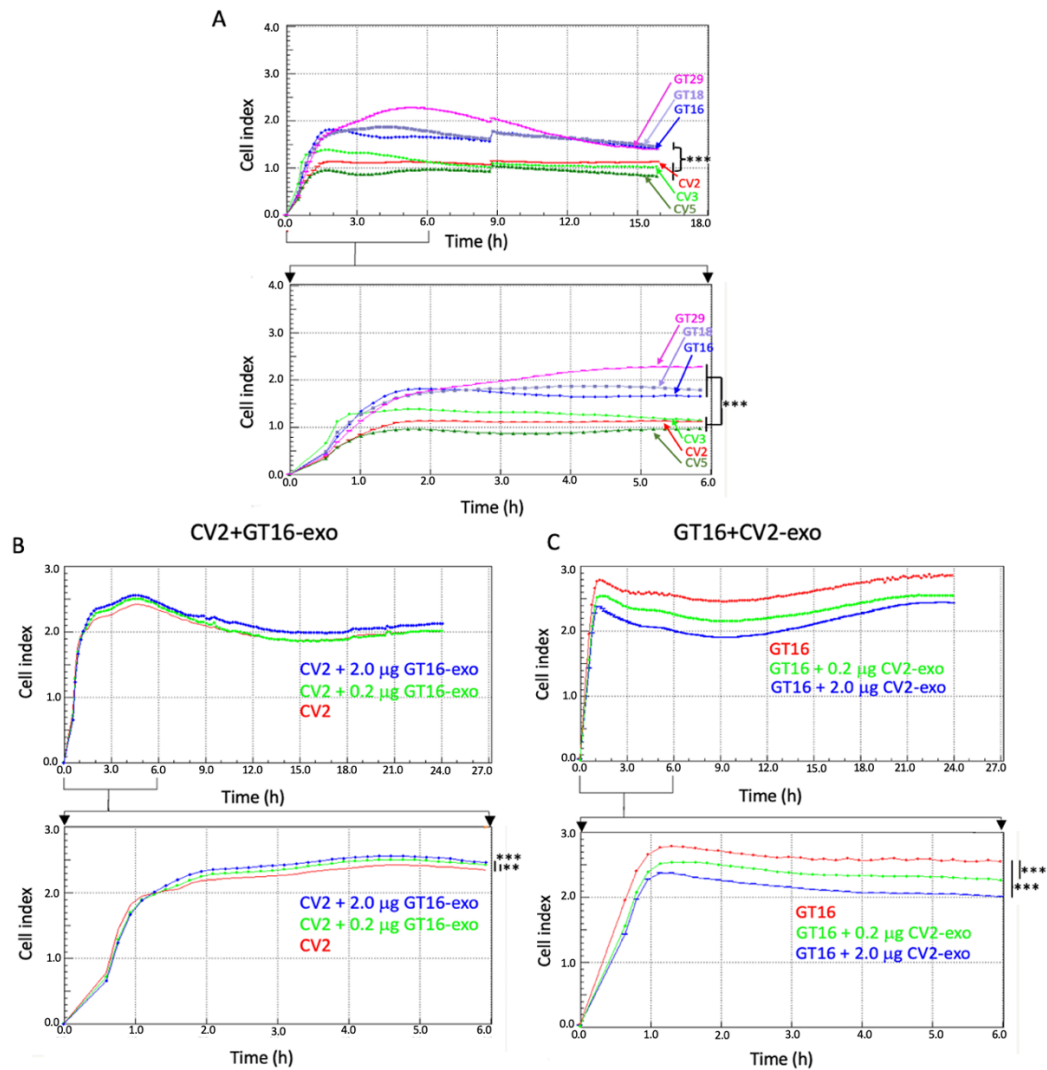 A
4.0
3.0
2.0
1.0
0.0
Cell index
GT29
GT18
GT16
***
CV2
CV3
CV5
0.0 3.0 6.0 9.0 12.0 15.0 18.0
Time (h)
4.0
3.0
2.0
1.0
0.0
Cell index
GT29
GT18
GT16
***
CV3
CV2
CV5
0.0 1.0 2.0 3.0 4.0 5.0 6.0
Time (h)
B
CV2+GT16-exo
3.0
2.0
1.0
0.0
Cell index
CV2 + 2.0 µg GT16-exo
CV2 + 0.2 µg GT16-exo
CV2
0.0 3.0 6.0 9.0 12.0 15.0 18.0 21.0 24.0 27.0
Time (h)
3.0
2.0
1.0
0.0
Cell index
***
**
CV2 + 2.0 µg GT16-exo
CV2 + 0.2 µg GT16-exo
CV2
0.0 1.0 2.0 3.0 4.0 5.0 6.0
Time (h)
C
GT16+CV2-exo
3.0
2.0
1.0
0.0
Cell index
GT16
GT16 + 0.2 µg CV2-exo
GT16 + 2.0 µg CV2-exo
0.0 3.0 6.0 9.0 12.0 15.0 18.0 21.0 24.0 27.0
Time (h)
3.0
2.0
1.0
0.0
Cell index
***
***
GT16
GT16 + 0.2 µg CV2-exo
GT16 + 2.0 µg CV2-exo
0.0 1.0 2.0 3.0 4.0 5.0 6.0
Time (h)